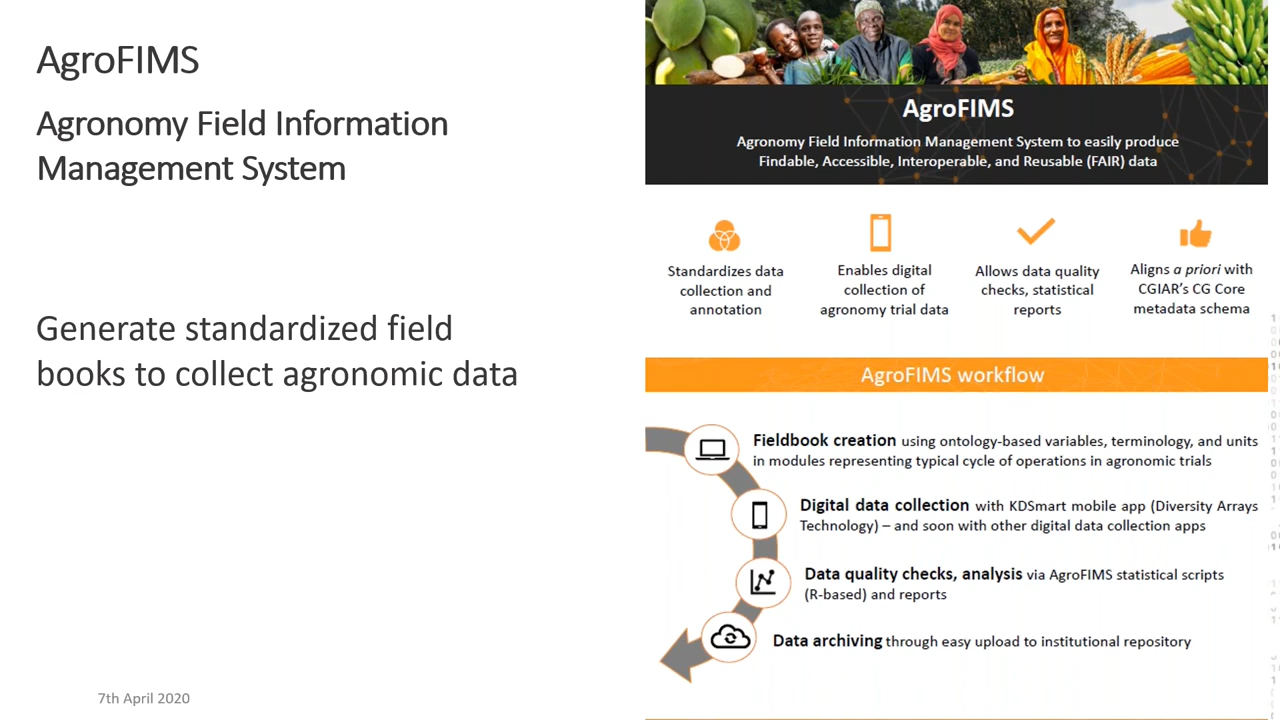 AgroFIMS
Agronomy Field Information
Management System
Generate standardized field
books to collect agronomic data
7th April 2020
AgroFIMS
Agronomy Field Information Management System to easily produce
Findable, Accessible, Interoperable, and Reusable (FAIR) data
Standardizes data
collection and
annotation
Enables digital
collection of
agronomy trial data
Allows data quality
checks, statistical
reports
Aligns a priori with
CGIAR's CG Core
metadata schema
AgroFIMS workflow
Fieldbook creation using ontology-based variables, terminology, and units
in modules representing typical cycle of operations in agronomic trials
Digital data collection with KDSmart mobile app (Diversity Arrays
Technology) – and soon with other digital data collection apps
Data quality checks, analysis via AgroFIMS statistical scripts
(R-based) and reports
Data archiving through easy upload to institutional repository